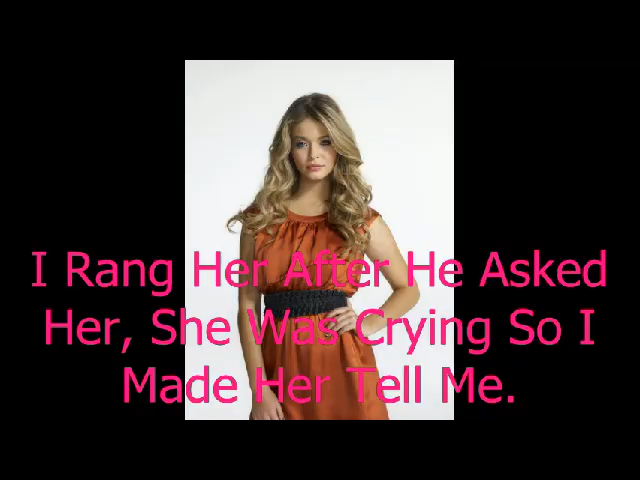 I Rang Her After He Asked
Her, She Was Crying So I
Made Her Tell Me.